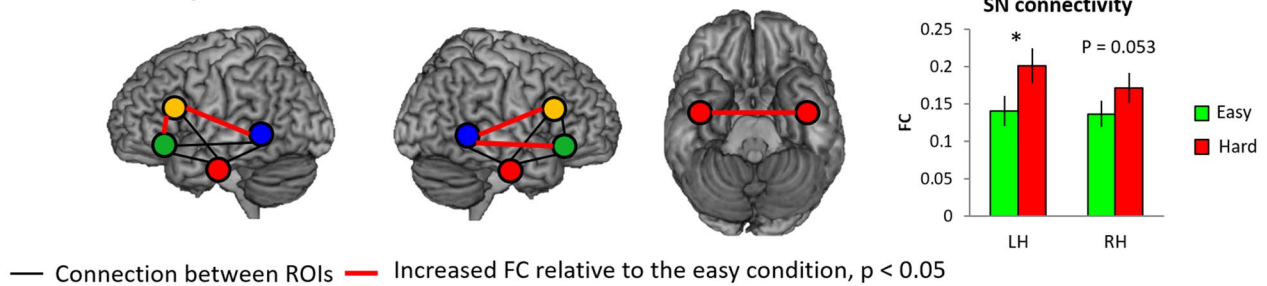 SN connectivity
0.25
0.2
0.15
0.1
0.05
0
FC
*
P = 0.053
LH
RH
Easy
Hard
Connection between ROIs
Increased FC relative to the easy condition, p < 0.05